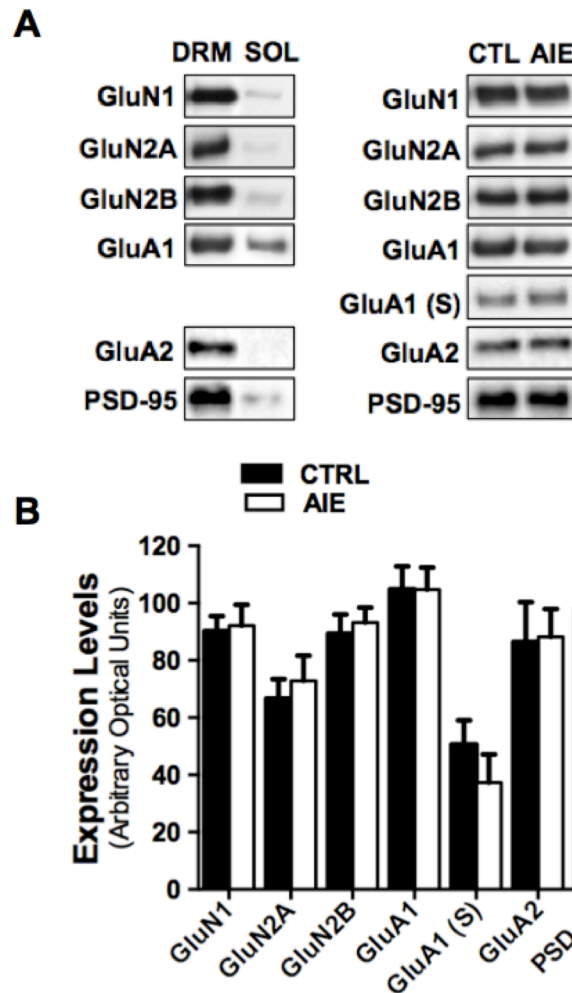 A
DRM SOL
GluN1
GluN2A
GluN2B
GluA1
GluA2
PSD-95
CTL AIE
GluN1
GluN2A
GluN2B
GluA1
GluA1 (S)
GluA2
PSD-95
B
CTRL
AIE
Expression Levels
(Arbitrary Optical Units)
120
100
80
60
40
20
0
GluN1
GluN2A
GluN2B
GluA1
GluA1 (S)
GluA2
PSD